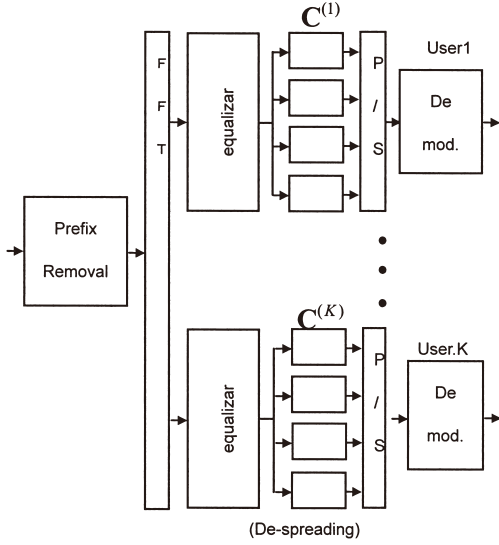 C(1)
User1
F
F
T
equalizar
P
/
S
De
mod.
Prefix
Removal
C(K)
User.K
equalizar
P
/
S
De
mod.
(De-spreading)